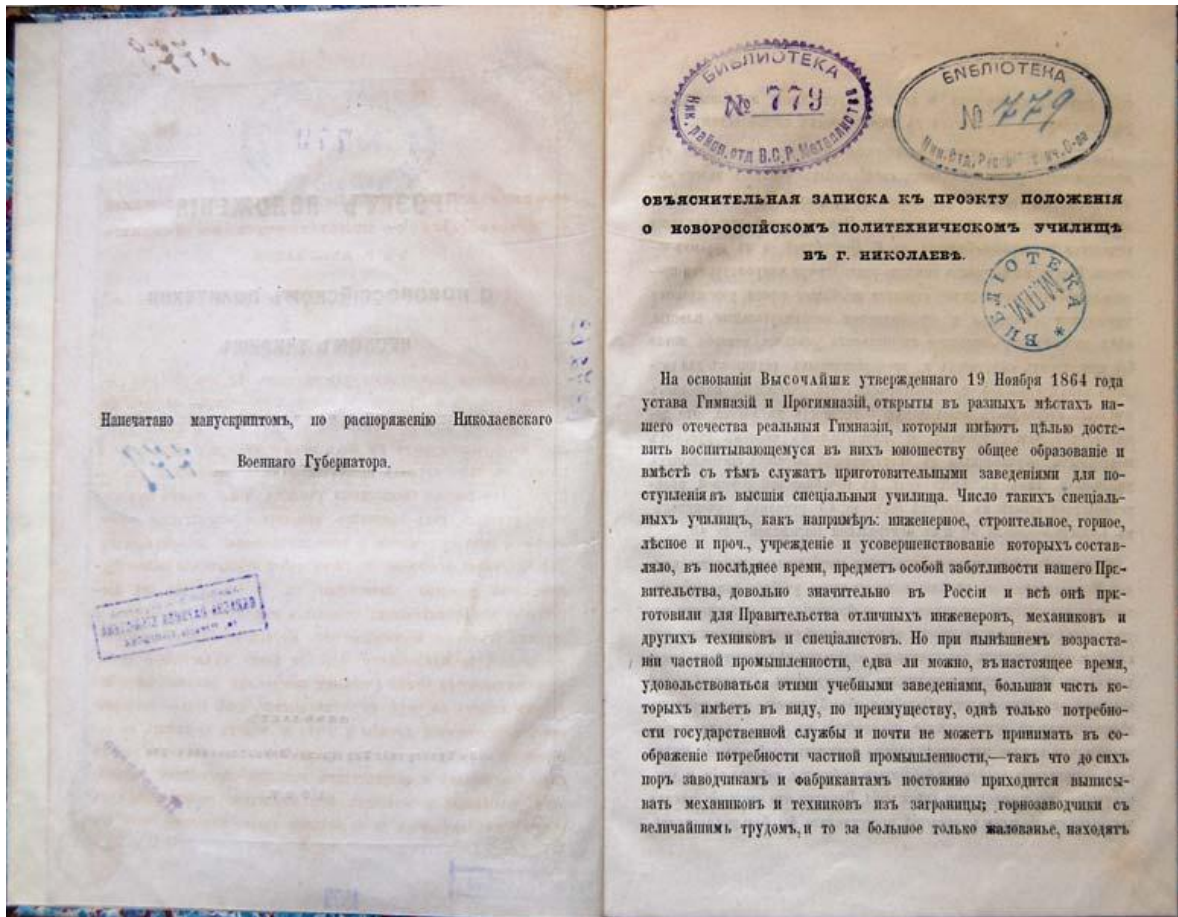 Напечатано манускриптомъ, по распоряженію Николаевскаго
Военнаго Губернатора.
БИБЛИОТЕКА
№ 779
Ник. район. отд В.С.Р. Металлистов
БИБЛІОТЕКА
№ 779
Ник. Отд.
ОБЪЯСНИТЕЛЬНАЯ ЗАПИСКА КЪ ПРОЭКТУ ПОЛОЖЕНІЯ
О НОВОРОССІЙСКОМЪ ПОЛИТЕХНИЧЕСКОМЪ УЧИЛИЩѢ
ВЪ Г. НИКОЛАЕВѢ.
БИБЛІОТЕКА
На основаніи Высочайше утвержденнаго 19 Ноября 1864 года
устава Гимназій и Прогимназій, открыты въ разныхъ мѣстахъ на-
шего отечества реальныя Гимназіи, которыя имѣютъ цѣлью доста-
вить воспитывающемуся въ нихъ юношеству общее образованіе и
вмѣстѣ съ тѣмъ служатъ приготовительными заведеніями для по-
ступленія въ высшія спеціальныя училища. Число такихъ спеціаль-
ныхъ училищъ, какъ напримѣръ: инженерное, строительное, горное,
лѣсное и проч., учрежденіе и усовершенствованіе которыхъ состав-
ляло, въ послѣднее время, предметъ особой заботливости нашего Пра-
вительства, довольно значительно въ Россіи и всѣ онѣ при-
готовили для Правительства отличныхъ инженеровъ, механиковъ и
другихъ техниковъ и спеціалистовъ. Но при нынѣшнемъ возраста-
ніи частной промышленности, едва ли можно, въ настоящее время,
удовольствоваться этими учебными заведеніями, большая часть ко-
торыхъ имѣетъ въ виду, по преимуществу, однѣ только потребно-
сти государственной службы и почти не можетъ принимать въ со-
ображеніе потребности частной промышленности,—такъ что до сихъ
поръ заводчикамъ и фабрикантамъ постоянно приходится выписы-
вать механиковъ и техниковъ изъ заграницы; горнозаводчики съ
величайшимъ трудомъ, и то за большое только жалованье, находятъ